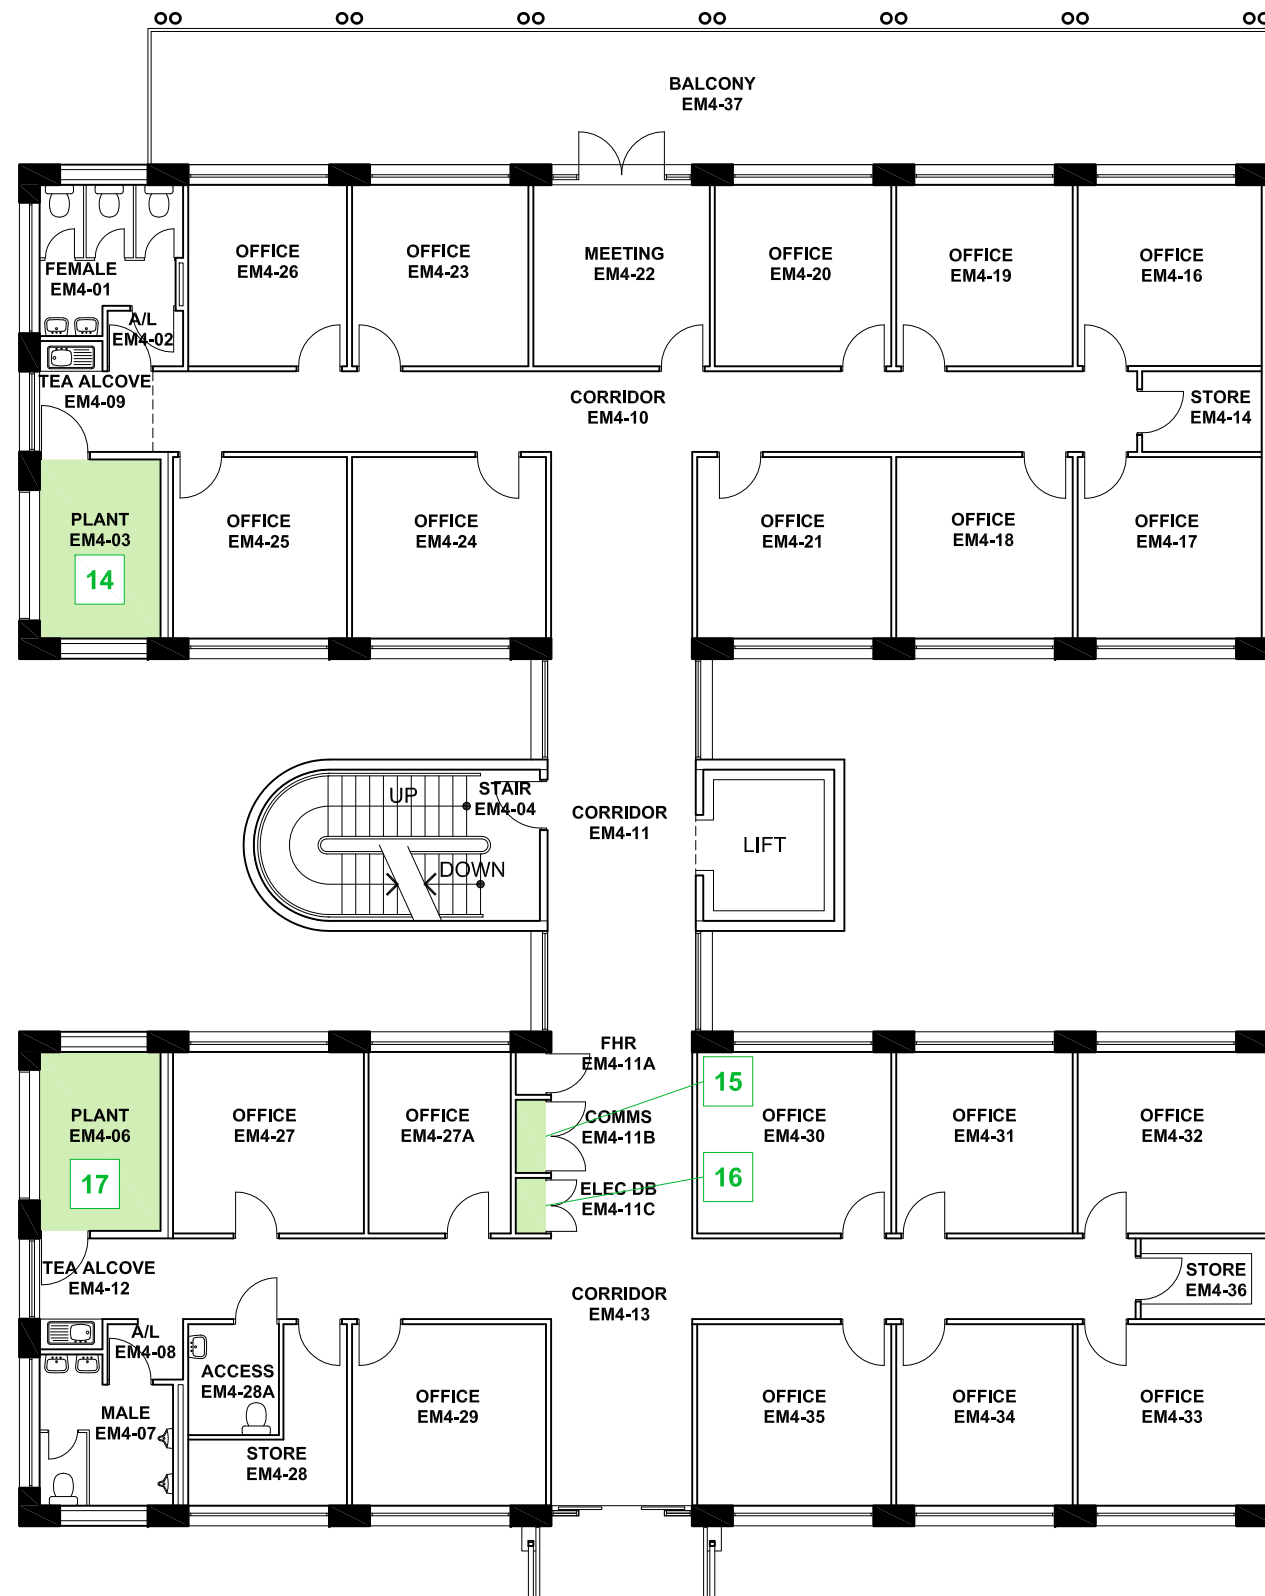 BALCONY
EM4-37
OFFICE
EM4-26
OFFICE
EM4-23
MEETING
EM4-22
OFFICE
EM4-20
OFFICE
EM4-19
OFFICE
EM4-16
FEMALE
EM4-01
A/L
EM4-02
TEA ALCOVE
EM4-09
CORRIDOR
EM4-10
STORE
EM4-14
PLANT
EM4-03
14
OFFICE
EM4-25
OFFICE
EM4-24
OFFICE
EM4-21
OFFICE
EM4-18
OFFICE
EM4-17
UP
STAIR
EM4-04
DOWN
CORRIDOR
EM4-11
LIFT
FHR
EM4-11A
PLANT
EM4-06
17
OFFICE
EM4-27
OFFICE
EM4-27A
COMMS
EM4-11B
15
ELEC DB
EM4-11C
16
OFFICE
EM4-30
OFFICE
EM4-31
OFFICE
EM4-32
TEA ALCOVE
EM4-12
CORRIDOR
EM4-13
STORE
EM4-36
A/L
EM4-08
ACCESS
EM4-28A
MALE
EM4-07
STORE
EM4-28
OFFICE
EM4-29
OFFICE
EM4-35
OFFICE
EM4-34
OFFICE
EM4-33